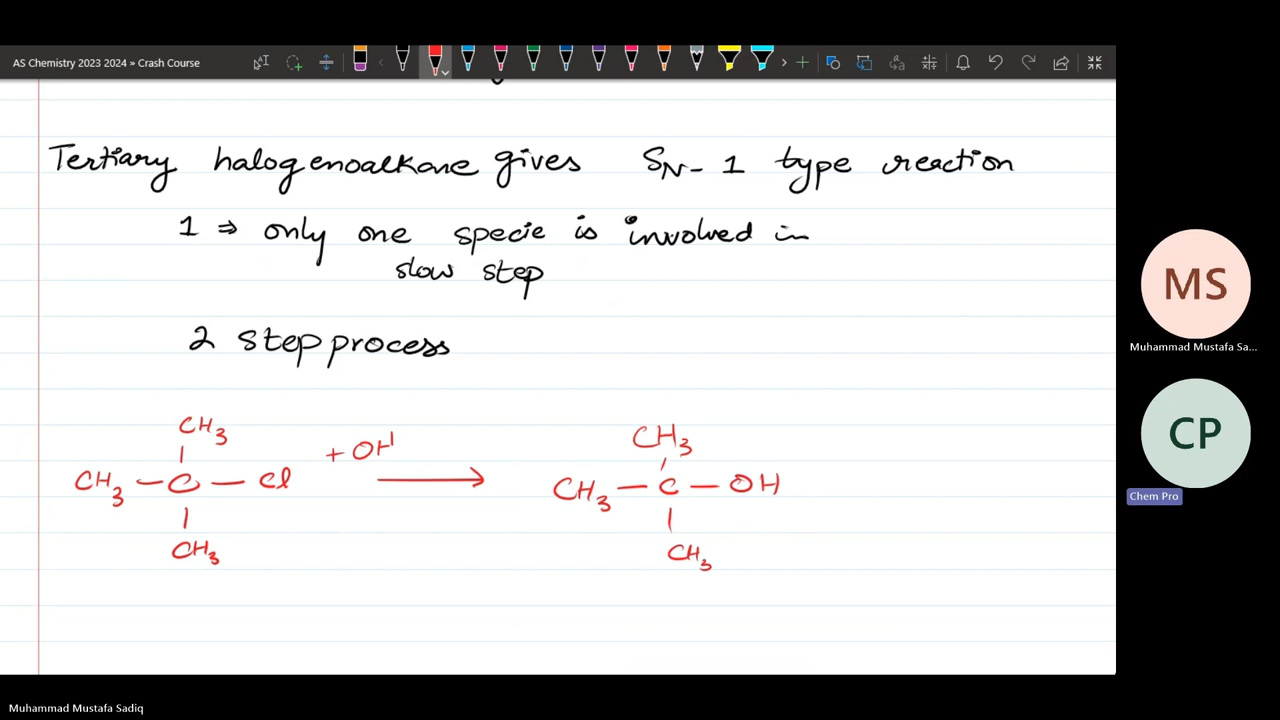 AS Chemistry 2023 2024 » Crash Course
Tertiary halogenoalkane gives SN-1 type reaction
1 ⇒ only one specie is involved in
slow step
2 step process
CH3
CH3 - C - Cl
CH3
+ OH⁻
CH3
CH3 - C - OH
CH3
MS
Muhammad Mustafa Sa...
CP
Chem Pro
Muhammad Mustafa Sadiq